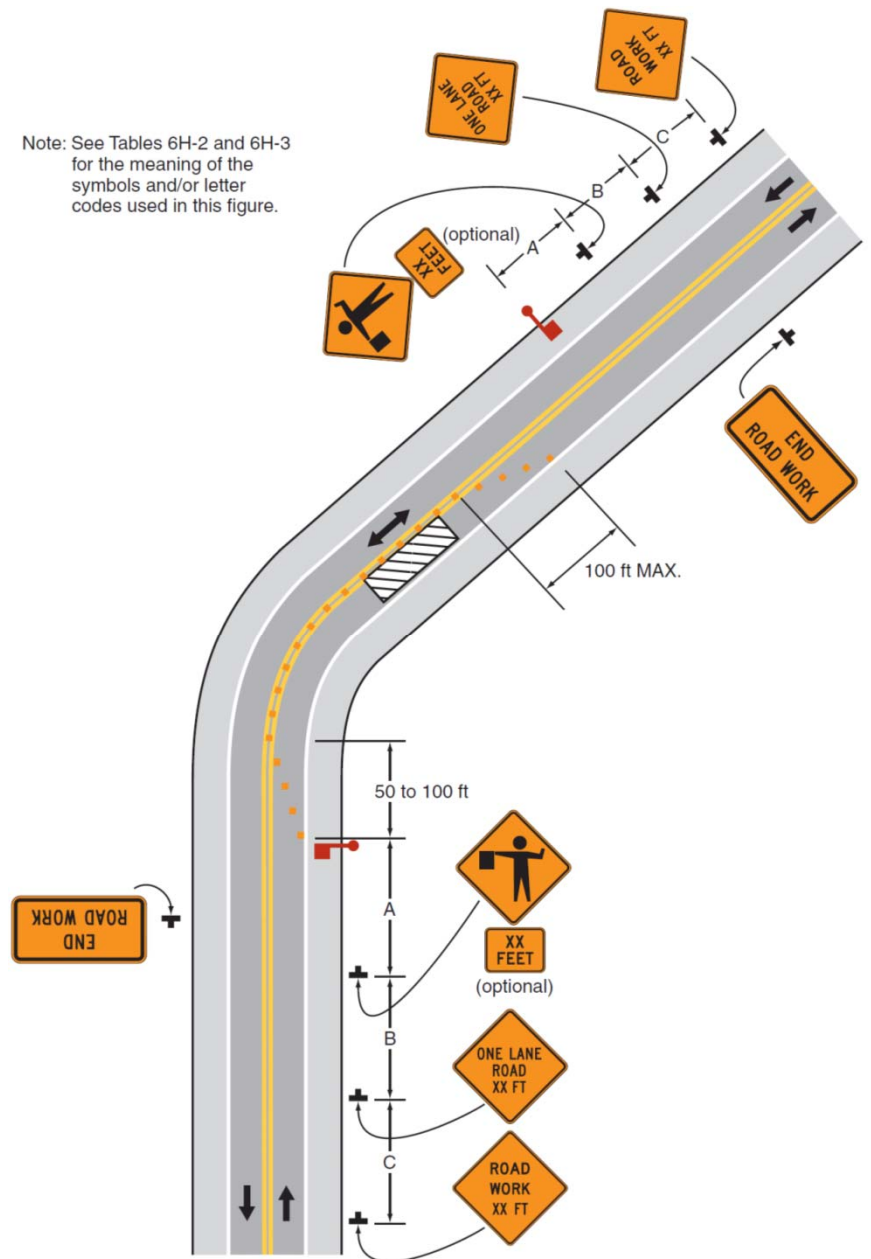 ROAD
WORK
XX FT
ONE LANE
ROAD
XX FT
Note: See Tables 6H-2 and 6H-3
for the meaning of the
symbols and/or letter
codes used in this figure.
C
B
(optional)
A
XX
FEET
END
ROAD WORK
100 ft MAX.
50 to 100 ft
A
END
ROAD WORK
XX
FEET
(optional)
B
ONE LANE
ROAD
XX FT
C
ROAD
WORK
XX FT